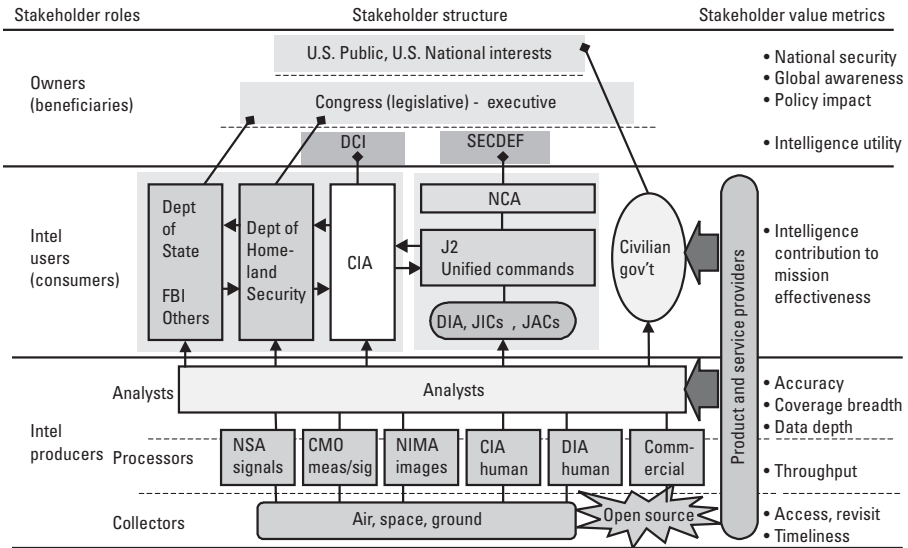 Stakeholder roles
Stakeholder structure
Stakeholder value metrics
Owners
(beneficiaries)
U.S. Public, U.S. National interests
Congress (legislative) - executive
DCI
SECDEF
• National security
• Global awareness
• Policy impact
• Intelligence utility
Intel
users
(consumers)
Dept
of
State
FBI
Others
Dept of
Home-
land
Security
CIA
NCA
J2
Unified commands
DIA, JICs , JACs
Civilian
gov't
Product and service providers
• Intelligence
contribution to
mission
effectiveness
Intel
producers
Analysts
Analysts
• Accuracy
• Coverage breadth
• Data depth
Processors
NSA
signals
CMO
meas/sig
NIMA
images
CIA
human
DIA
human
Comm-
ercial
• Throughput
Collectors
Air, space, ground
Open source
• Access, revisit
• Timeliness